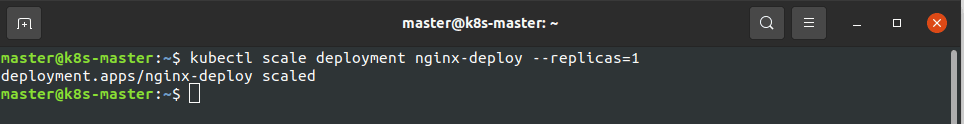 master@k8s-master: ~
master@k8s-master:~$ kubectl scale deployment nginx-deploy --replicas=1
deployment.apps/nginx-deploy scaled
master@k8s-master:~$